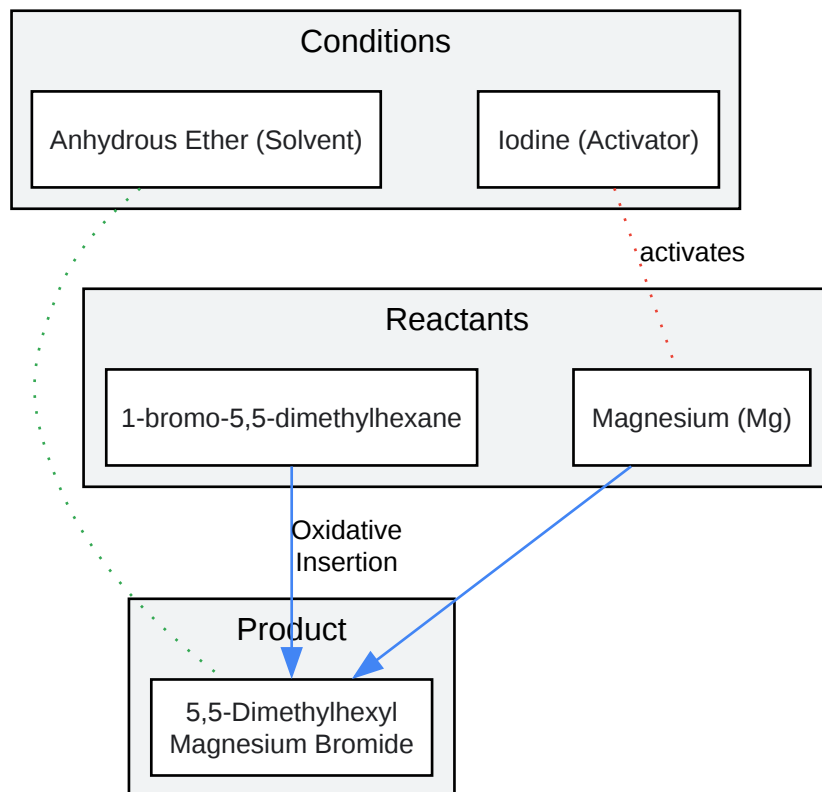 Conditions
Anhydrous Ether (Solvent)
Iodine (Activator)
activates
Reactants
1-bromo-5,5-dimethylhexane
Magnesium (Mg)
Oxidative
Insertion
Product
5,5-Dimethylhexyl
Magnesium Bromide